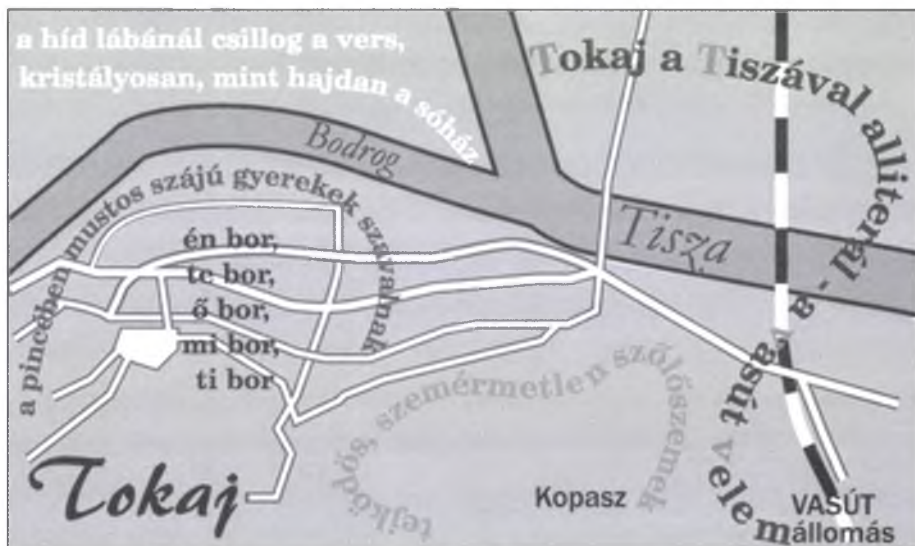 a híd lábánál csillog a vers,
kristályosan, mint hajdan a sóház
Tokaj a Tiszával alliterál - a vasút velem
Bodrog
Tisza
a pincében mustos szájú gyerekek szavalnak
én bor,
te bor,
ő bor,
mi bor,
ti bor
tejködös, szemérmetlen szőlőszemek
Tokaj
Kopasz
VASÚT
állomás